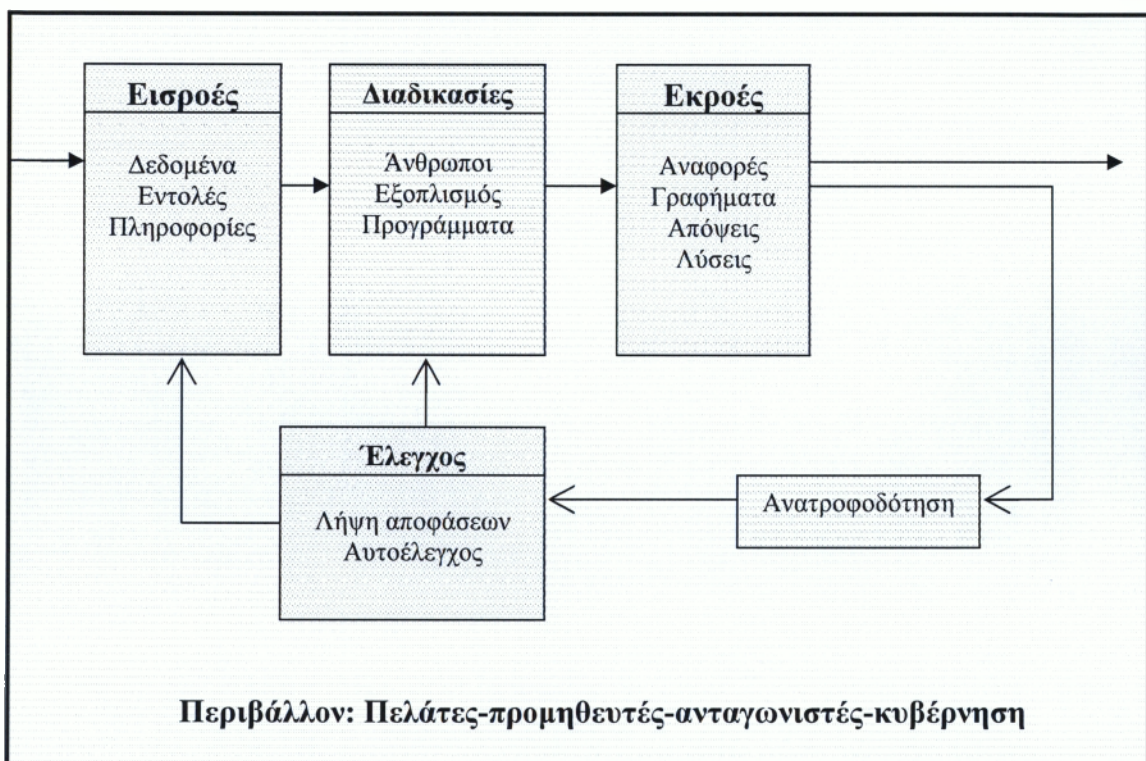 Εισροές
Δεδομένα
Εντολές
Πληροφορίες
Διαδικασίες
Άνθρωποι
Εξοπλισμός
Προγράμματα
Εκροές
Αναφορές
Γραφήματα
Απόψεις
Λύσεις
Έλεγχος
Λήψη αποφάσεων
Αυτοέλεγχος
Ανατροφοδότηση
Περιβάλλον: Πελάτες-προμηθευτές-ανταγωνιστές-κυβέρνηση